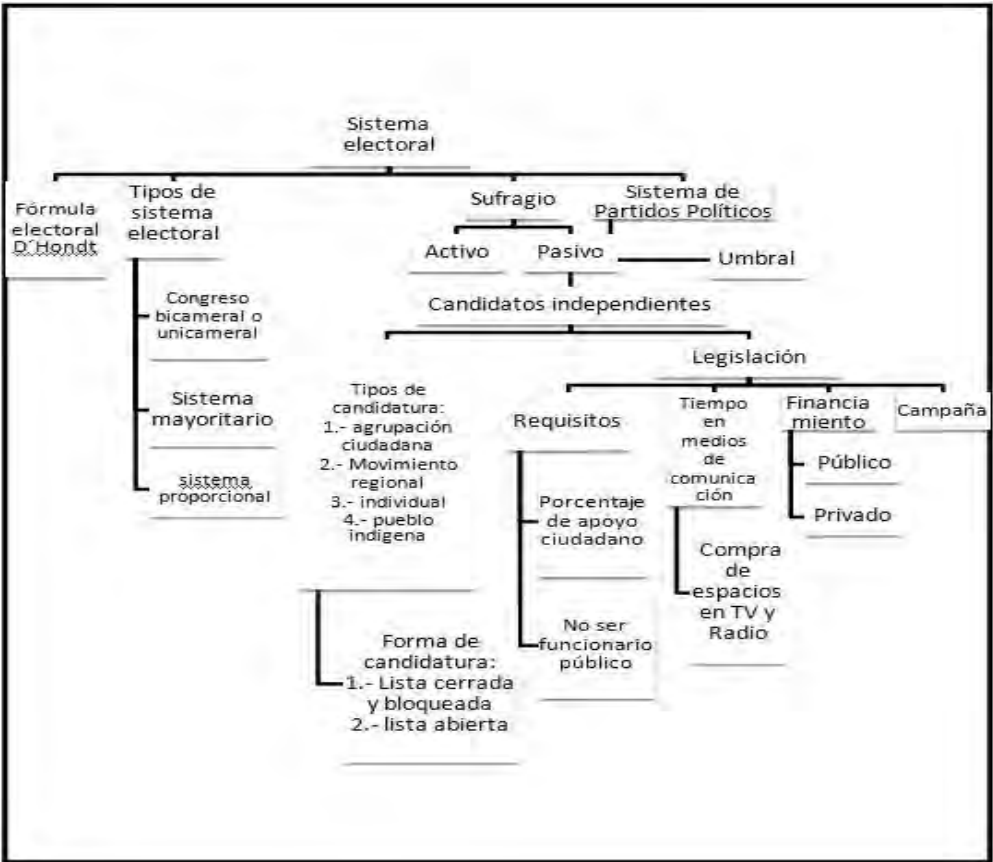 Sistema
electoral
Fórmula
electoral
D´Hondt
Tipos de
sistema
electoral
Congreso
bicameral o
unicameral
Sistema
mayoritario
sistema
proporcional
Sufragio
Activo
Pasivo
Sistema de
Partidos Políticos
Umbral
Candidatos independientes
Tipos de
candidatura:
1.- agrupación
ciudadana
2.- Movimiento
regional
3.- individual
4.- pueblo
indigena
Forma de
candidatura:
1.- Lista cerrada
y bloqueada
2.- lista abierta
Legislación
Requisitos
Porcentaje
de apoyo
ciudadano
No ser
funcionario
público
Tiempo
en
medios
de
comunica
ción
Compra
de
espacios
en TV y
Radio
Financia
miento
Público
Privado
Campaña